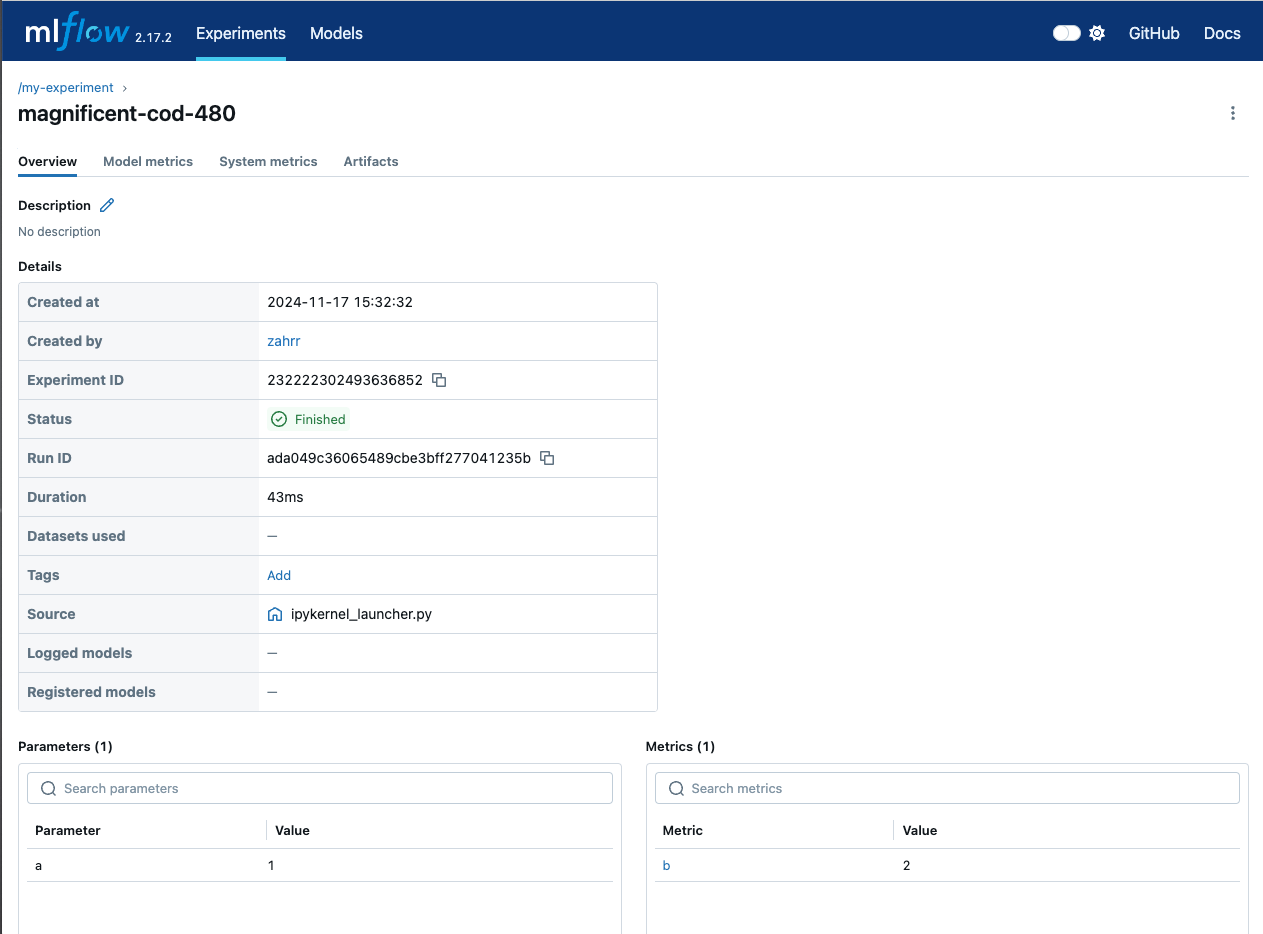 mlflow 2.17.2 Experiments Models GitHub Docs
/my-experiment ›
magnificent-cod-480
Overview Model metrics System metrics Artifacts
Description
No description
Details
Created at 2024-11-17 15:32:32
Created by zahrr
Experiment ID 232222302493636852
Status Finished
Run ID ada049c36065489cbe3bff277041235b
Duration 43ms
Datasets used —
Tags Add
Source ipykernel_launcher.py
Logged models —
Registered models —
Parameters (1) Metrics (1)
Search parameters Search metrics
Parameter Value Metric Value
a 1 b 2